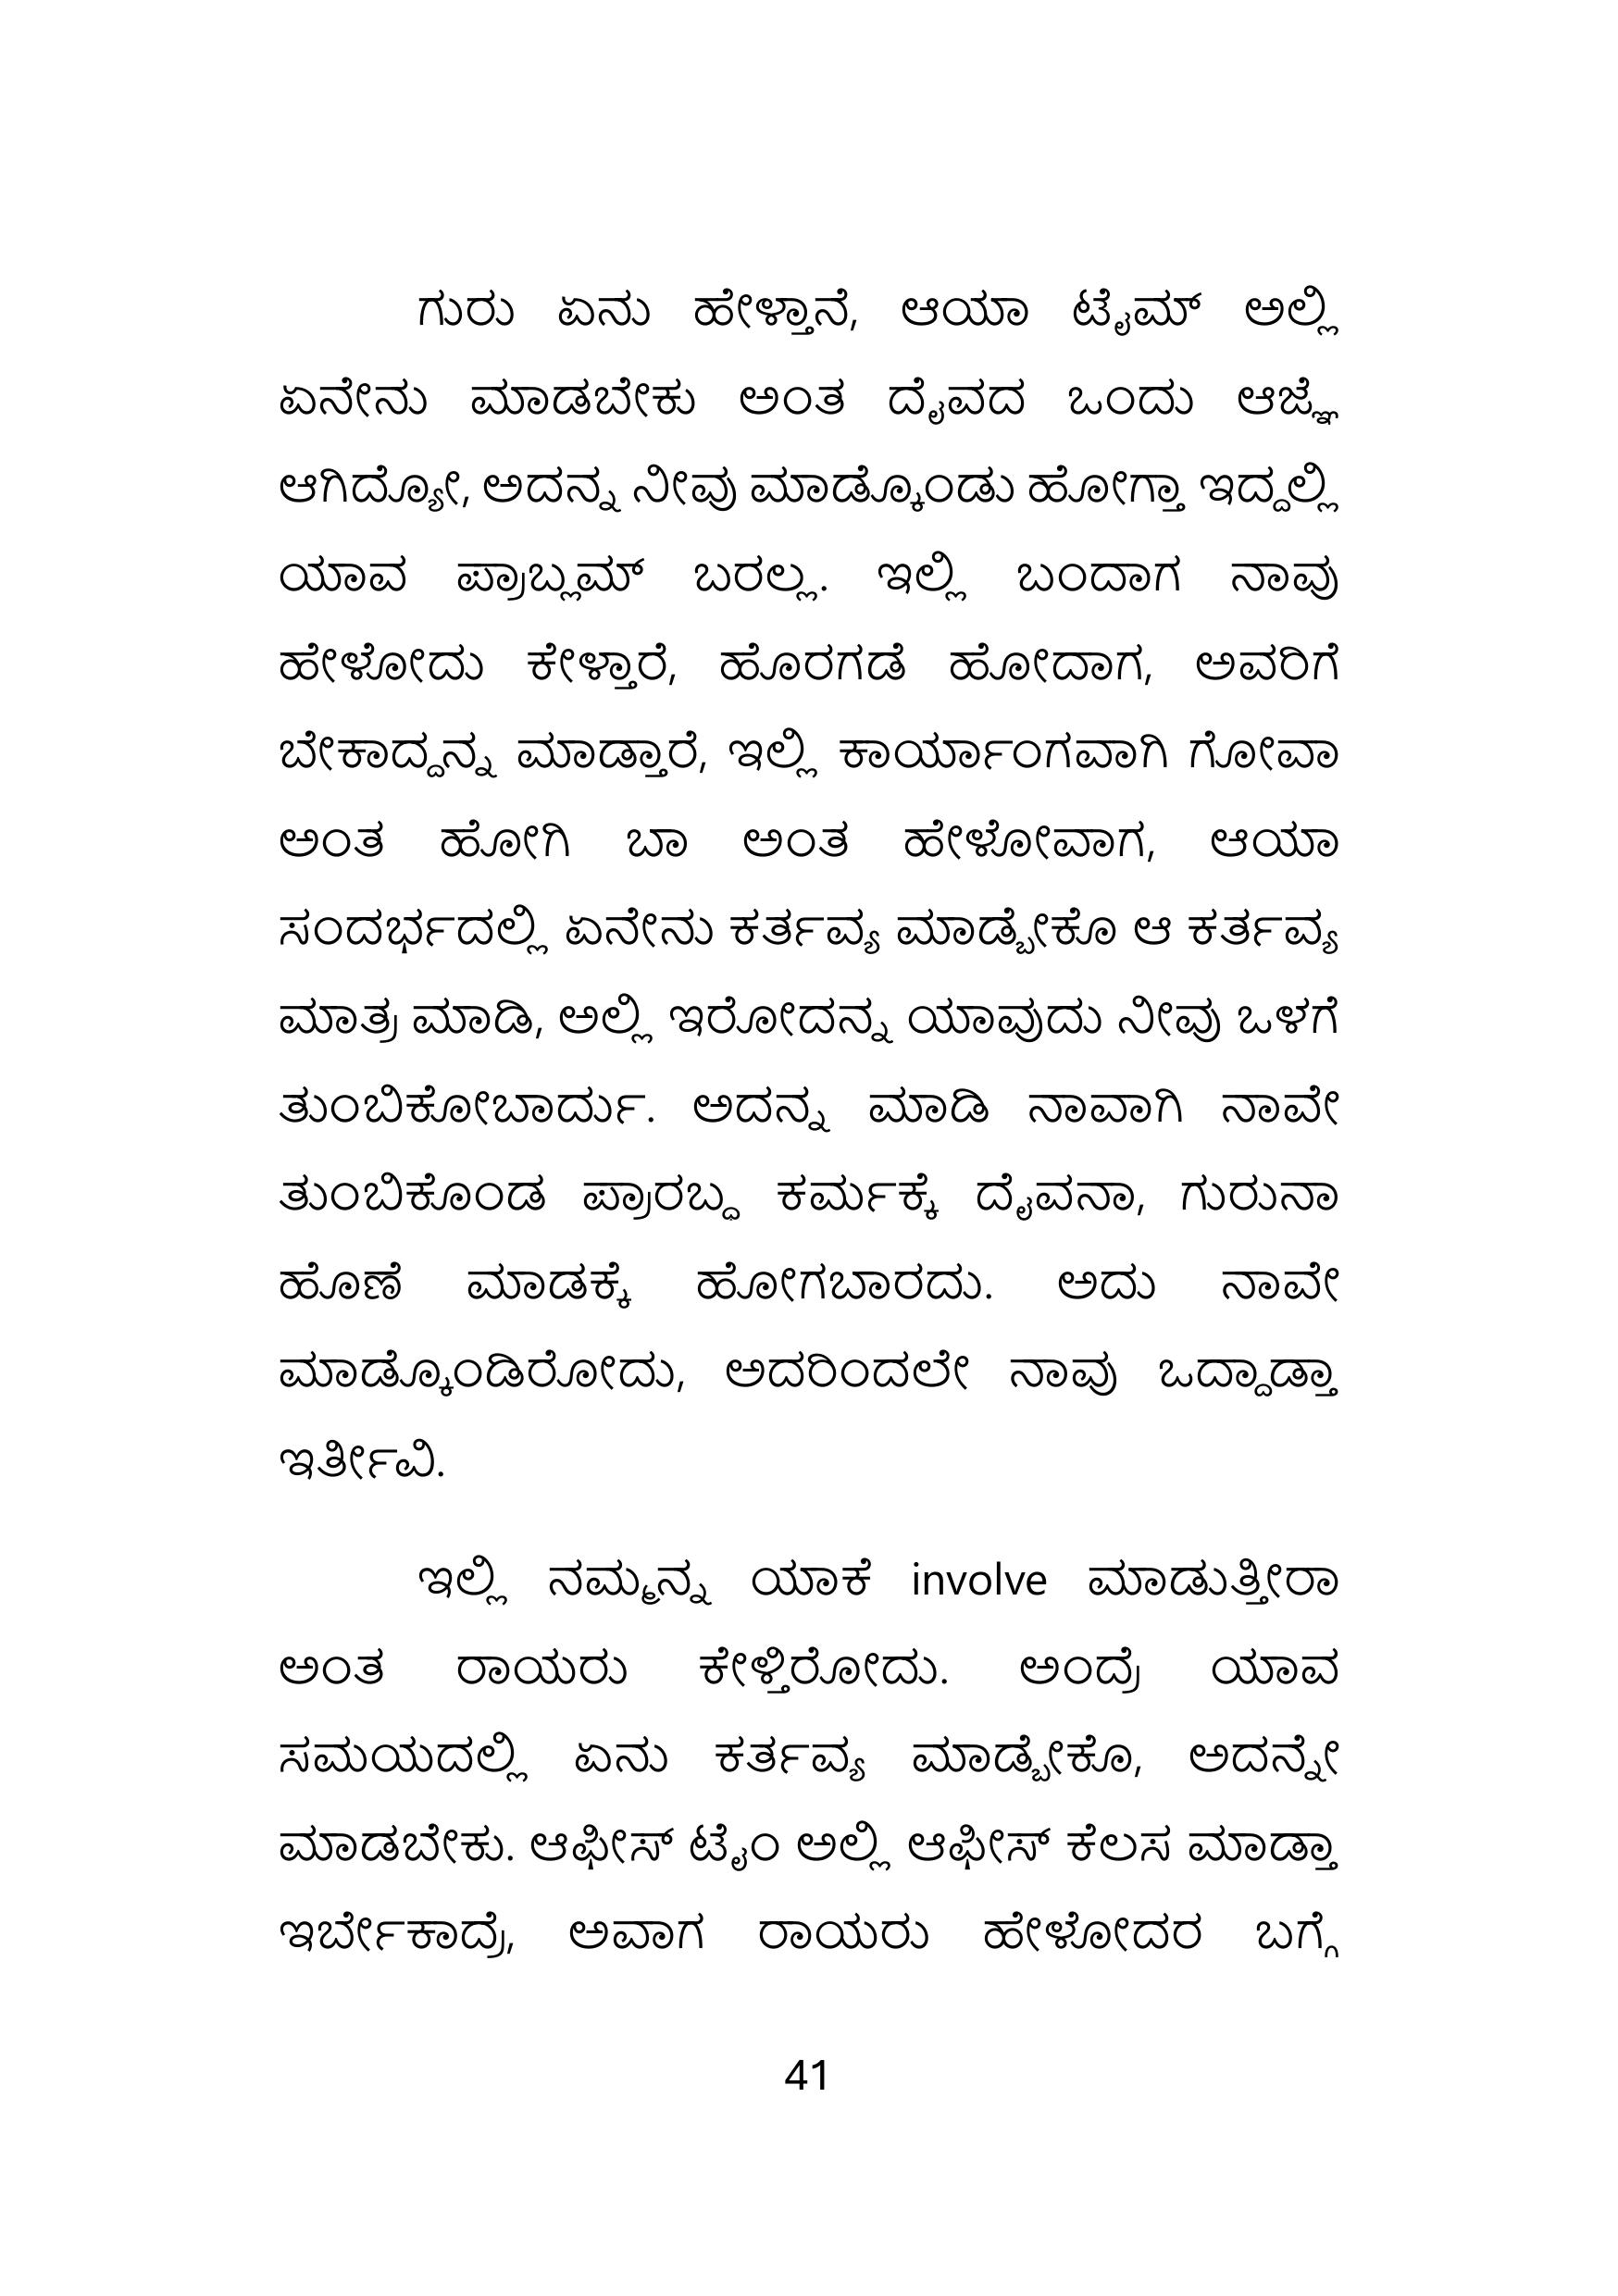 ಗುರು ಏನು ಹೇಳ್ತಾನೆ, ಆಯಾ ಟೈಮ್ ಅಲ್ಲಿ
ಏನೇನು ಮಾಡಬೇಕು ಅಂತ ದೈವದ ಒಂದು ಆಜ್ಞೆ
ಆಗಿದ್ಯೋ, ಅದನ್ನ ನೀವು ಮಾಡ್ಕೊಂಡು ಹೋಗ್ತಾ ಇದ್ದಲ್ಲಿ
ಯಾವ ಪ್ರಾಬ್ಲಮ್ ಬರಲ್ಲ. ಇಲ್ಲಿ ಬಂದಾಗ ನಾವು
ಹೇಳೋದು ಕೇಳ್ತಾರೆ, ಹೊರಗಡೆ ಹೋದಾಗ, ಅವರಿಗೆ
ಬೇಕಾದ್ದನ್ನ ಮಾಡ್ತಾರೆ, ಇಲ್ಲಿ ಕಾರ್ಯಾಂಗವಾಗಿ ಗೋವಾ
ಅಂತ ಹೋಗಿ ಬಾ ಅಂತ ಹೇಳೋವಾಗ, ಆಯಾ
ಸಂದರ್ಭದಲ್ಲಿ ಏನೇನು ಕರ್ತವ್ಯ ಮಾಡ್ಬೇಕೊ ಆ ಕರ್ತವ್ಯ
ಮಾತ್ರ ಮಾಡಿ, ಅಲ್ಲಿ ಇರೋದನ್ನ ಯಾವುದು ನೀವು ಒಳಗೆ
ತುಂಬಿಕೋಬಾರ್ದು. ಅದನ್ನ ಮಾಡಿ ನಾವಾಗಿ ನಾವೇ
ತುಂಬಿಕೊಂಡ ಪ್ರಾರಬ್ಧ ಕರ್ಮಕ್ಕೆ ದೈವನಾ, ಗುರುನಾ
ಹೊಣೆ ಮಾಡಕ್ಕೆ ಹೋಗಬಾರದು. ಅದು ನಾವೇ
ಮಾಡ್ಕೊಂಡಿರೋದು, ಅದರಿಂದಲೇ ನಾವು ಒದ್ದಾಡ್ತಾ
ಇರ್ತೀವಿ.
ಇಲ್ಲಿ ನಮ್ಮನ್ನ ಯಾಕೆ involve ಮಾಡುತ್ತೀರಾ
ಅಂತ ರಾಯರು ಕೇಳ್ತಿರೋದು. ಅಂದ್ರೆ ಯಾವ
ಸಮಯದಲ್ಲಿ ಏನು ಕರ್ತವ್ಯ ಮಾಡ್ಬೇಕೊ, ಅದನ್ನೇ
ಮಾಡಬೇಕು. ಆಫೀಸ್ ಟೈಂ ಅಲ್ಲಿ ಆಫೀಸ್ ಕೆಲಸ ಮಾಡ್ತಾ
ಇರ್ಬೇಕಾದ್ರೆ, ಅವಾಗ ರಾಯರು ಹೇಳೋದರ ಬಗ್ಗೆ
41